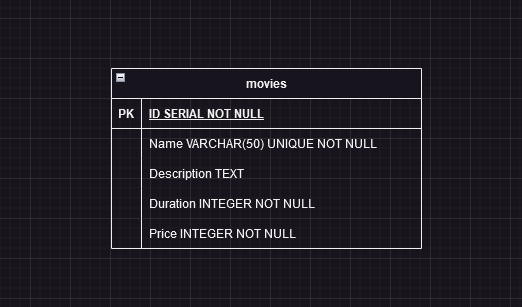 movies
PK ID SERIAL NOT NULL
Name VARCHAR(50) UNIQUE NOT NULL
Description TEXT
Duration INTEGER NOT NULL
Price INTEGER NOT NULL